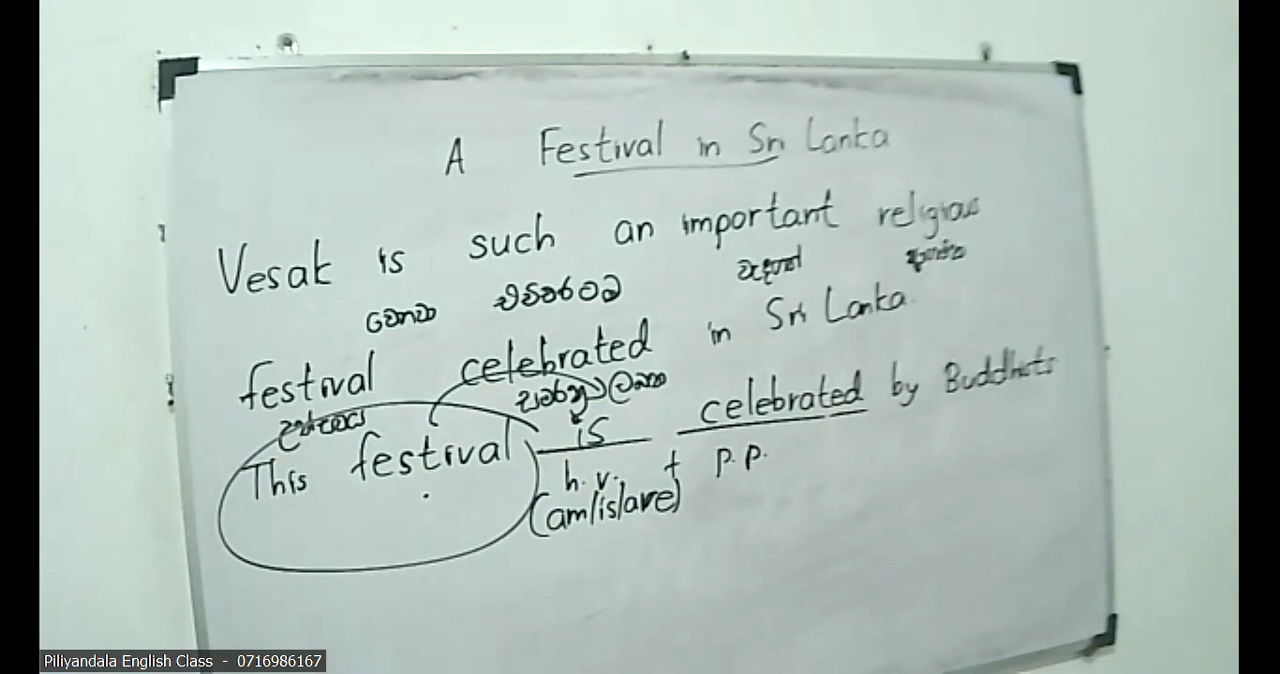 A Festival in Sri Lanka
Vesak is such an important religious
වැදගත්
festival celebrated in Sri Lanka.
This festival is celebrated by Buddhists
h.v. + p.p.
(am/is/are)
Piliyandala English Class - 0716986167